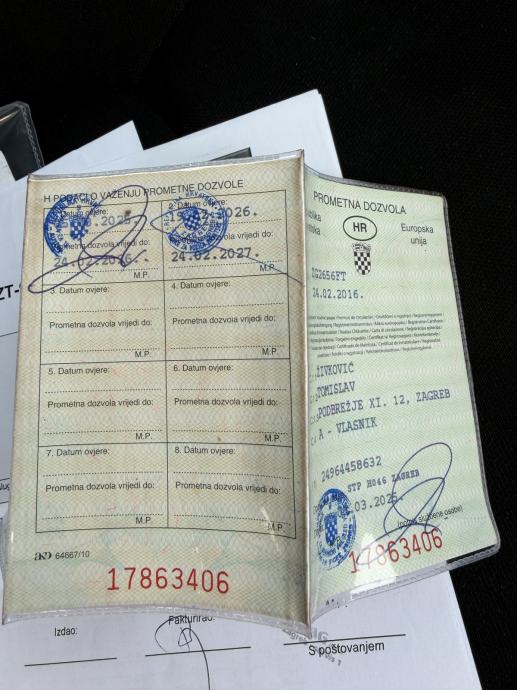 H PODACI O VAŽENJU PROMETNE DOZVOLE
Datum ovjere:
2025.
Prometna dozvola vrijedi do:
24.02.2026.
M.P.
2. Datum ovjere:
19.02.2026.
vrijedi do:
24.02.2027.
M.P.
3. Datum ovjere:
Prometna dozvola vrijedi do:
M.P.
4. Datum ovjere:
Prometna dozvola vrijedi do:
M.P.
5. Datum ovjere:
Prometna dozvola vrijedi do:
M.P.
6. Datum ovjere:
Prometna dozvola vrijedi do:
M.P.
7. Datum ovjere:
Prometna dozvola vrijedi do:
M.P.
8. Datum ovjere:
Prometna dozvola vrijedi do:
M.P.
64667/10
17863406
PROMETNA DOZVOLA
HR
Europska
unija
ZG2656FT
24.02.2016.
ŽIVKOVIĆ
TOMISLAV
PODBREŽJE XI. 12, ZAGREB
A - VLASNIK
24964458632
STP H046 ZAGREB
.03.2025.
službene osobe)
17863406
Izdao:
Fakturirao:
S poštovanjem